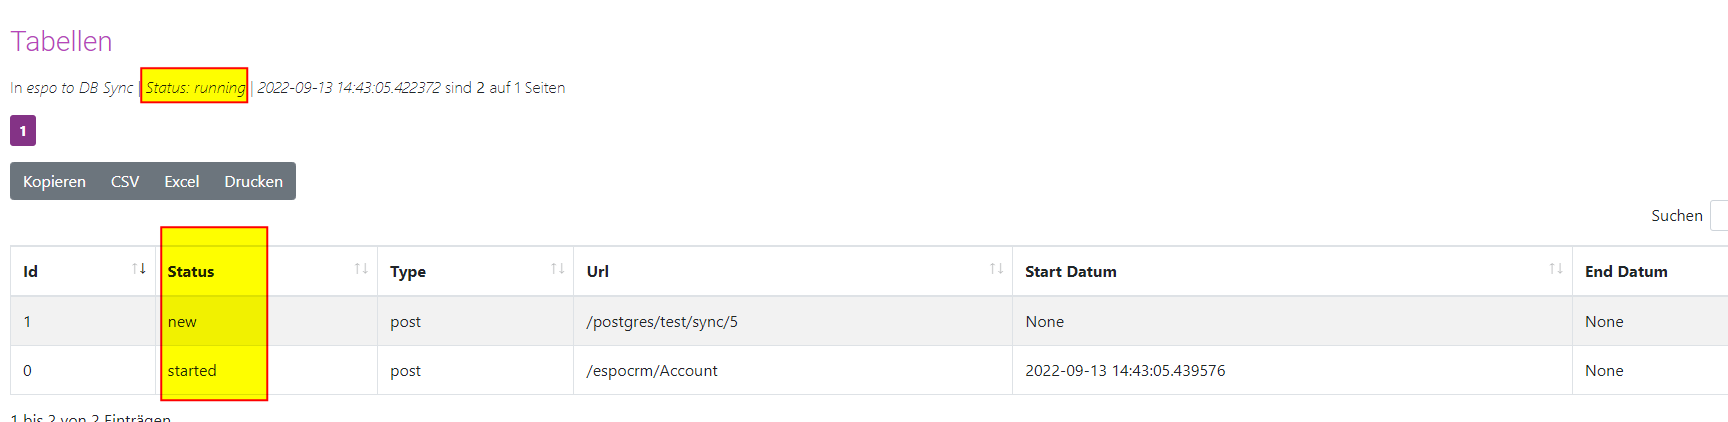 Tabellen
In espo to DB Sync | Status: running | 2022-09-13 14:43:05.422372 sind 2 auf 1 Seiten
1
Kopieren CSV Excel Drucken
Suchen
Id Status Type Url Start Datum End Datum
1 new post /postgres/test/sync/5 None None
0 started post /espocrm/Account 2022-09-13 14:43:05.439576 None
1 bis 2 von 2 Einträgen